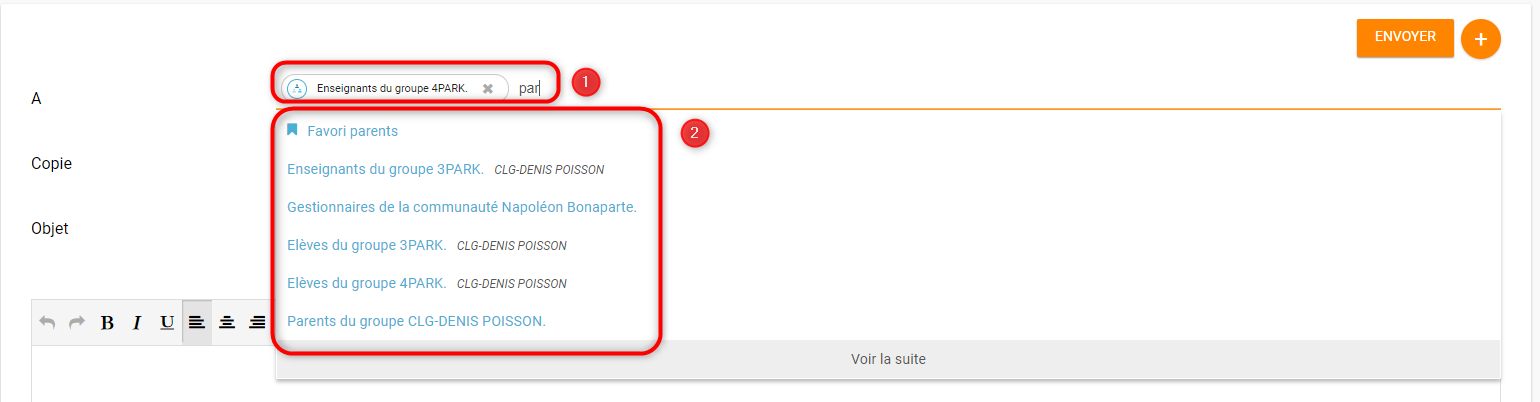 ENVOYER +
A
Enseignants du groupe 4PARK. ✖ par
1
Favori parents
2
Copie
Enseignants du groupe 3PARK. CLG-DENIS POISSON
Gestionnaires de la communauté Napoléon Bonaparte.
Objet
Elèves du groupe 3PARK. CLG-DENIS POISSON
Elèves du groupe 4PARK. CLG-DENIS POISSON
B I U
Parents du groupe CLG-DENIS POISSON.
Voir la suite